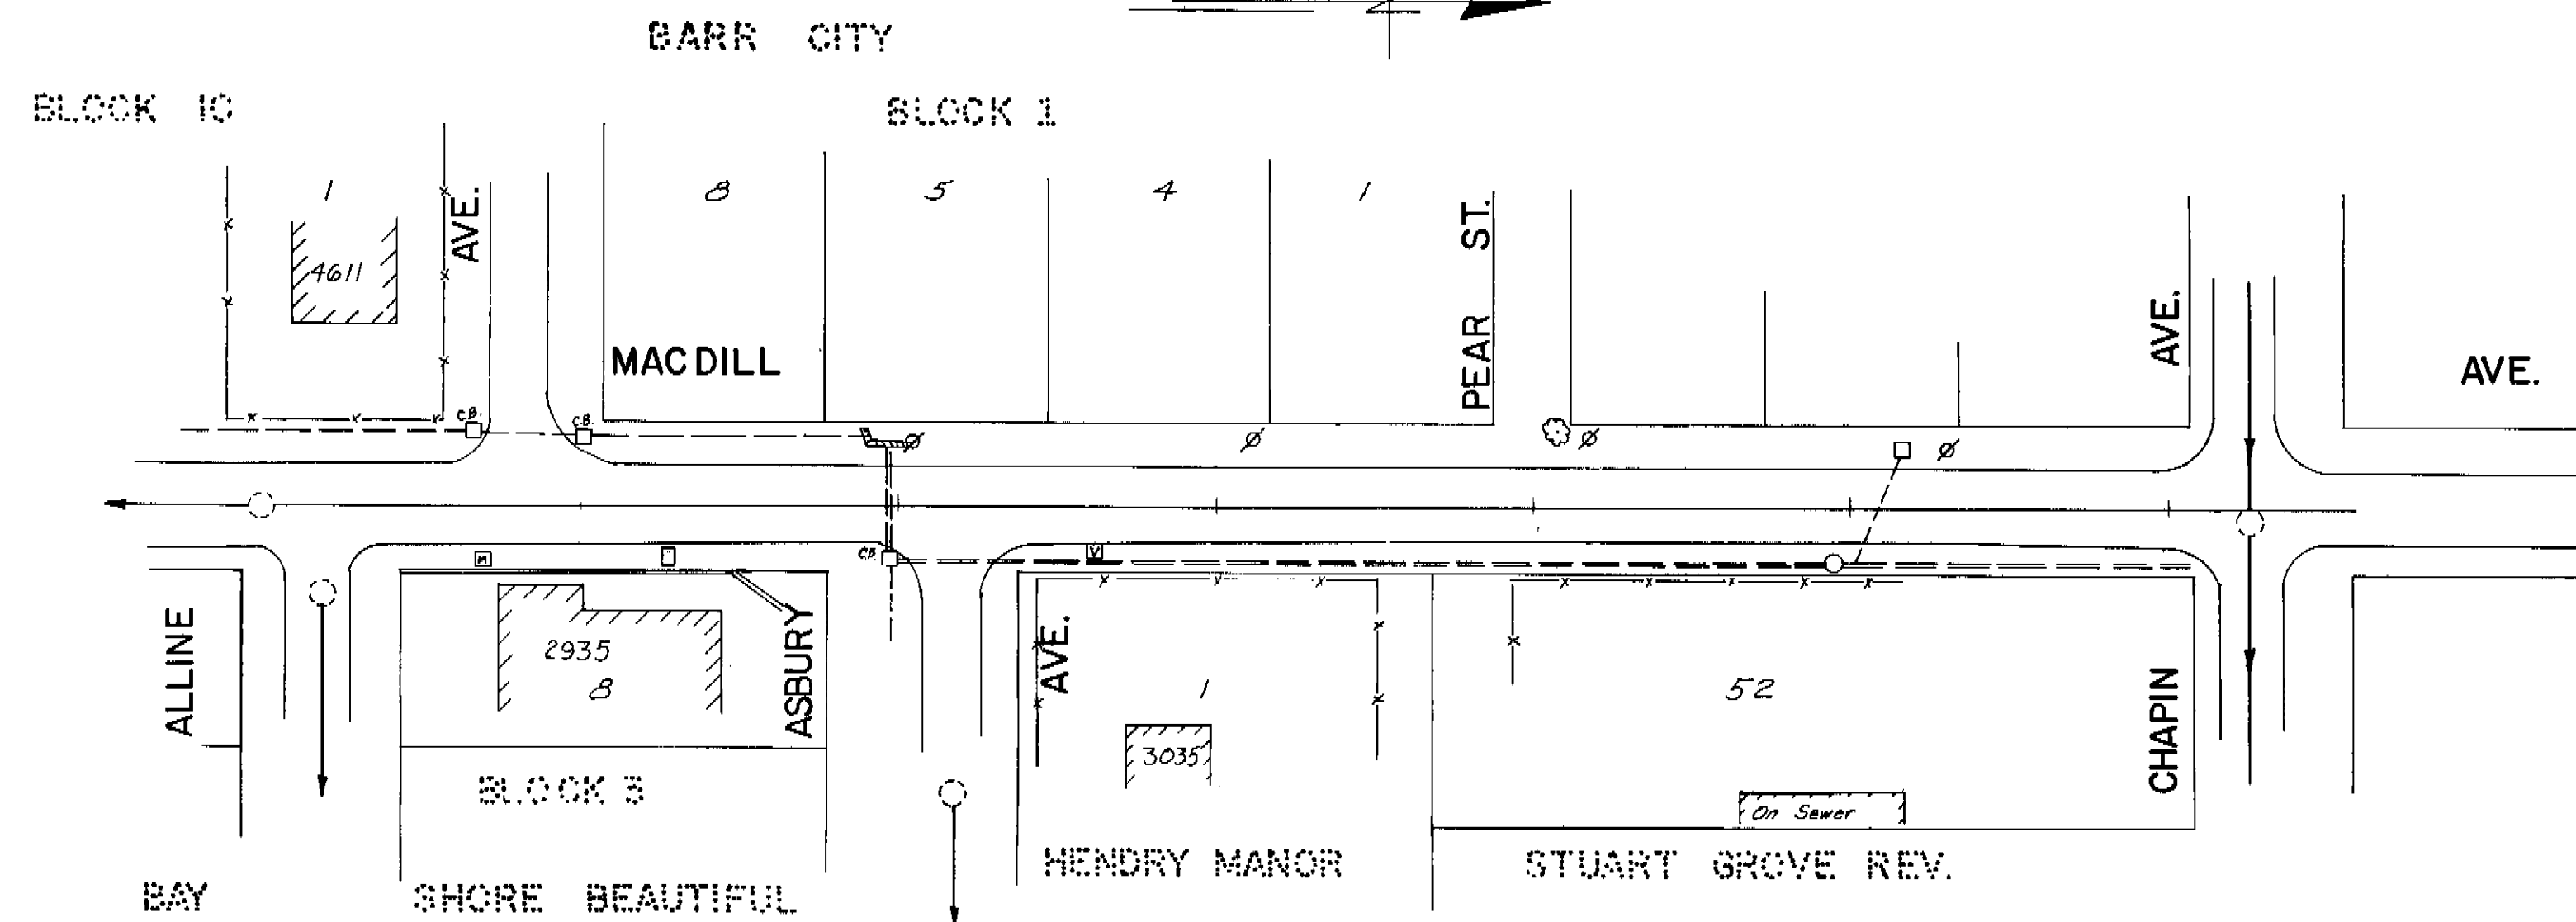 BARR CITY
BLOCK 10
BLOCK 1
1
8
5
4
1
AVE.
4611
PEAR ST.
AVE.
MACDILL
AVE.
C.B.
C.B.
C.B.
M
V
ALLINE
2935
8
ASBURY
AVE.
1
3035
52
CHAPIN
On Sewer
BLOCK 3
HENDRY MANOR
STUART GROVE REV.
BAY
SHORE BEAUTIFUL